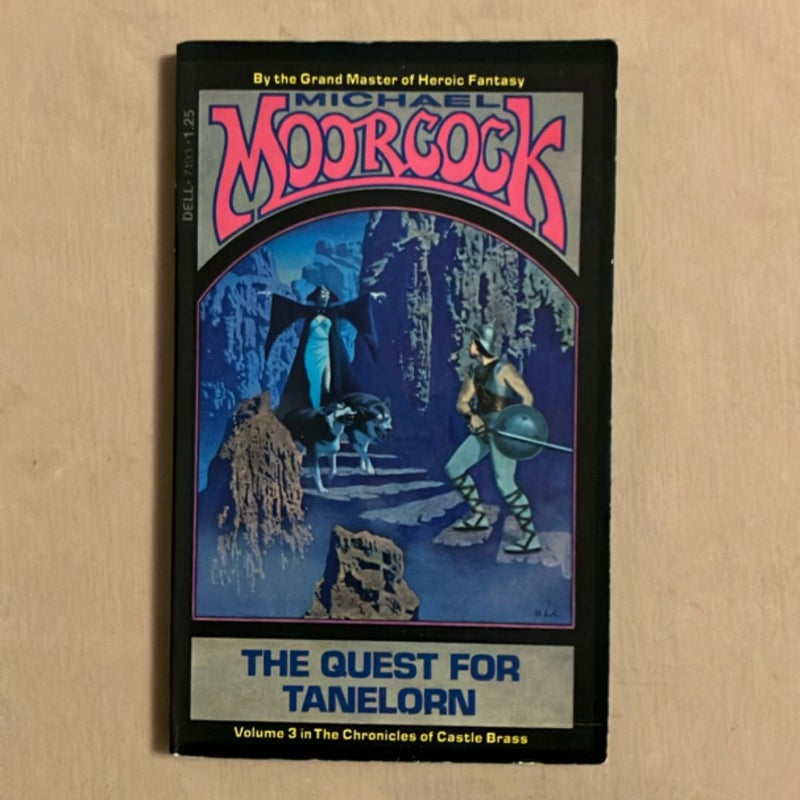 By the Grand Master of Heroic Fantasy
MICHAEL
MOORCOCK
DELL • 7193 • 1.25
THE QUEST FOR
TANELORN
Volume 3 in The Chronicles of Castle Brass